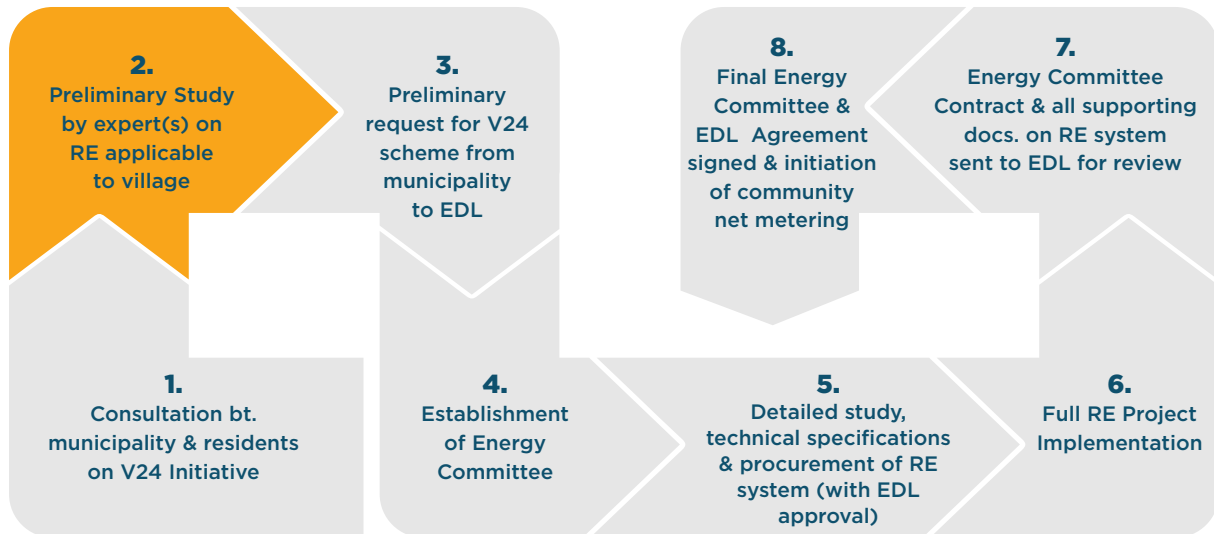 1.
Consultation bt.
municipality & residents
on V24 Initiative
2.
Preliminary Study
by expert(s) on
RE applicable
to village
3.
Preliminary
request for V24
scheme from
municipality
to EDL
4.
Establishment
of Energy
Committee
5.
Detailed study,
technical specifications
& procurement of RE
system (with EDL
approval)
6.
Full RE Project
Implementation
7.
Energy Committee
Contract & all supporting
docs. on RE system
sent to EDL for review
8.
Final Energy
Committee &
EDL Agreement
signed & initiation
of community
net metering